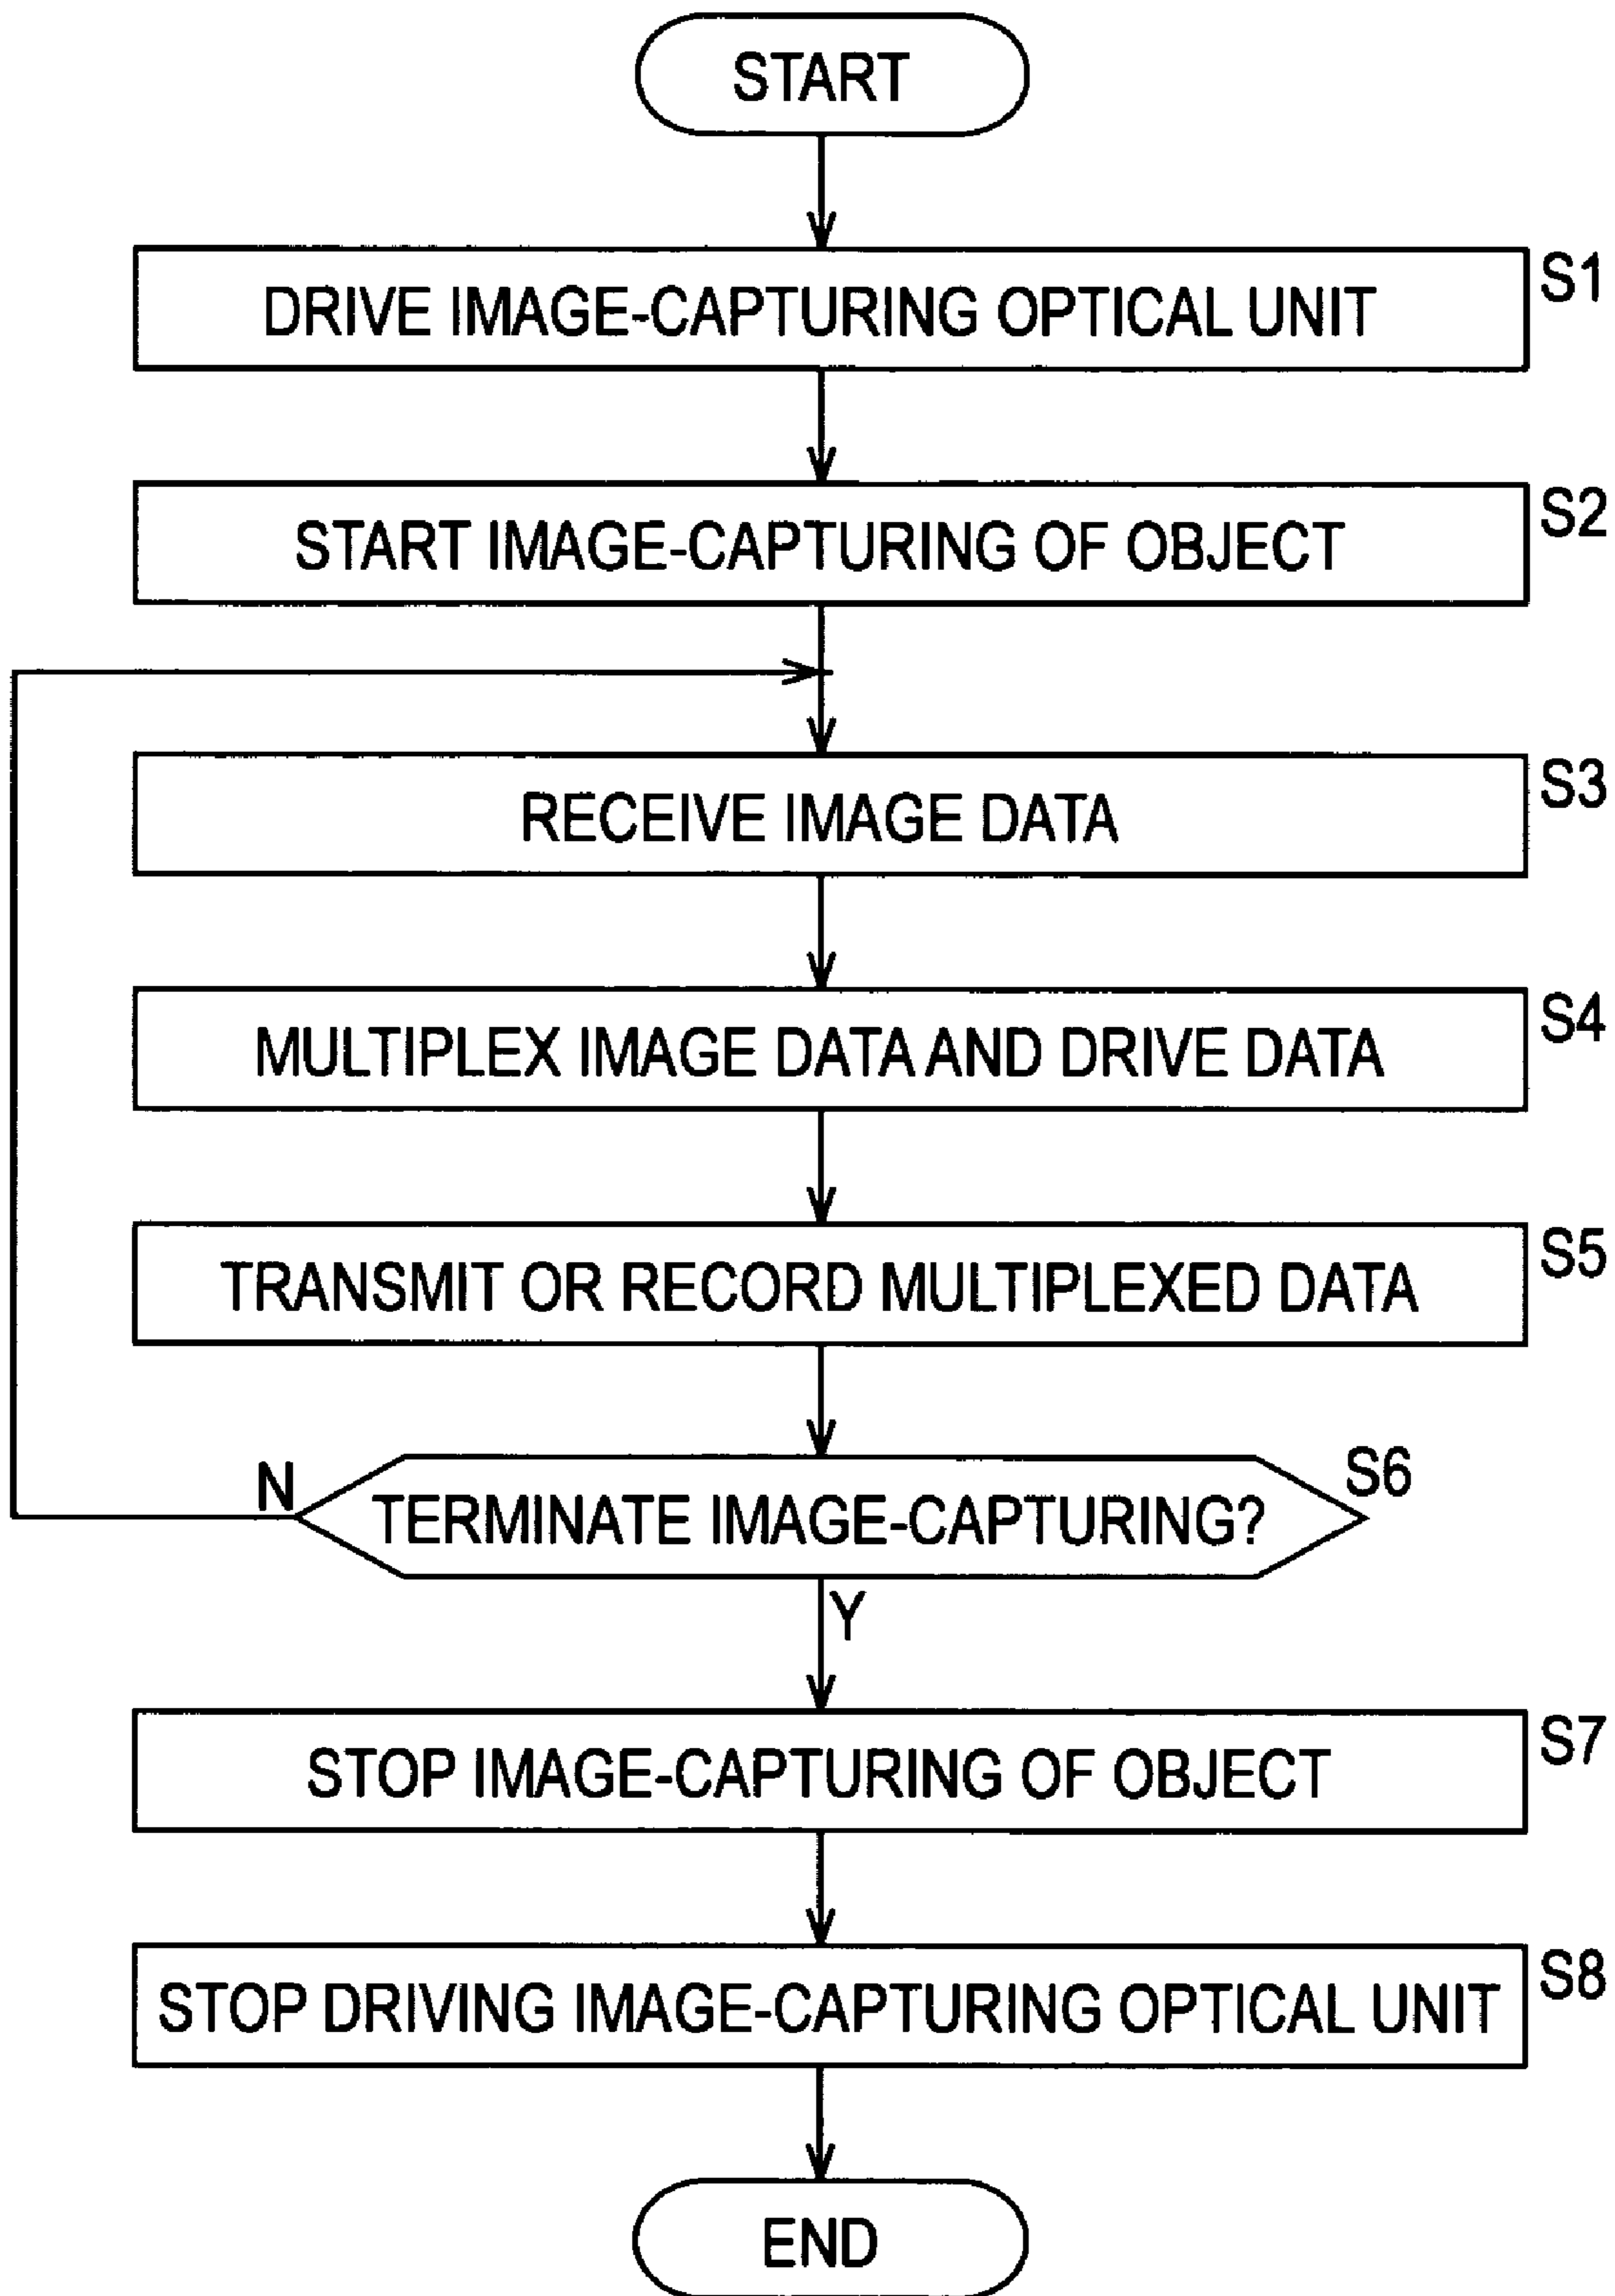 START
DRIVE IMAGE-CAPTURING OPTICAL UNIT
S1
START IMAGE-CAPTURING OF OBJECT
S2
RECEIVE IMAGE DATA
S3
MULTIPLEX IMAGE DATA AND DRIVE DATA
S4
TRANSMIT OR RECORD MULTIPLEXED DATA
S5
N
TERMINATE IMAGE-CAPTURING?
S6
Y
STOP IMAGE-CAPTURING OF OBJECT
S7
STOP DRIVING IMAGE-CAPTURING OPTICAL UNIT
S8
END